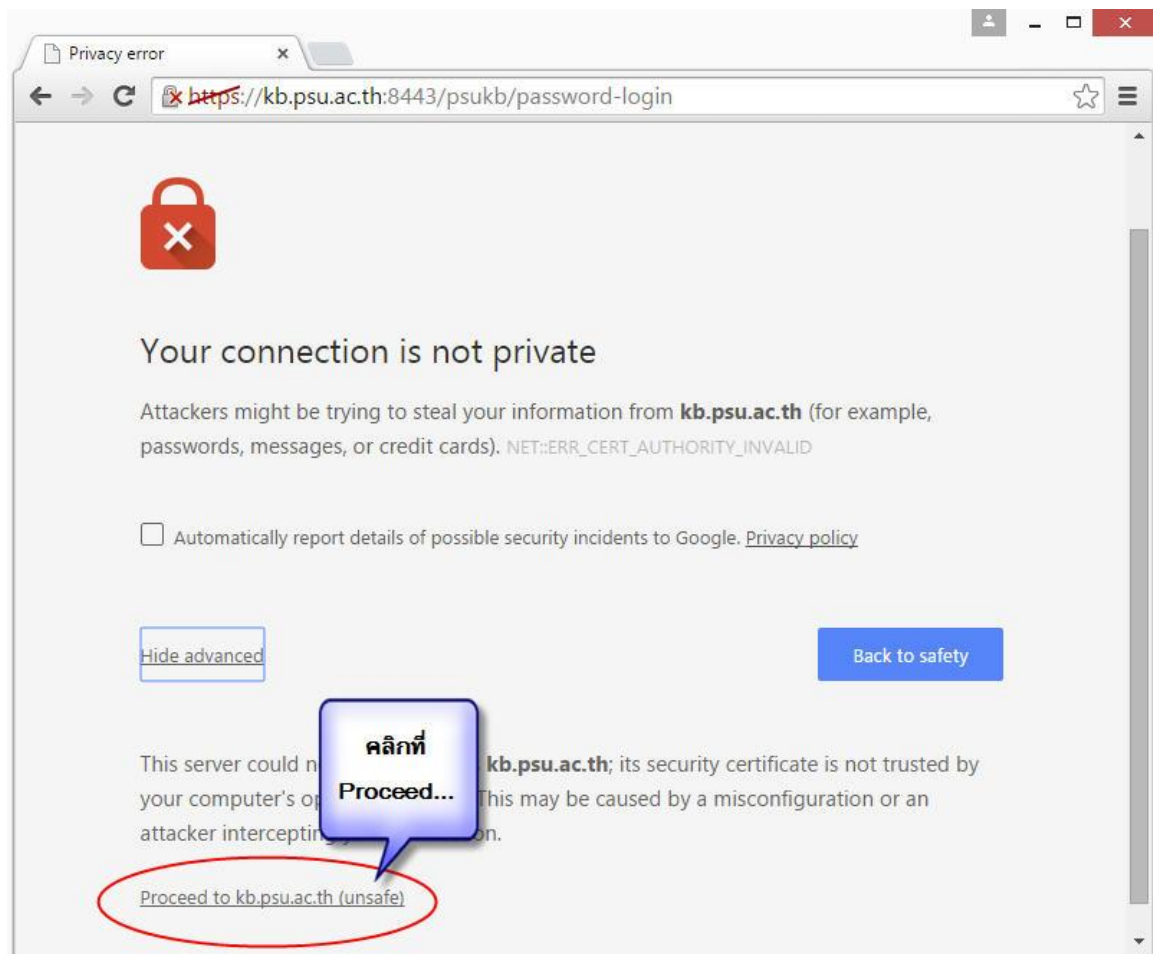 Privacy error
https://kb.psu.ac.th:8443/psukb/password-login
Your connection is not private
Attackers might be trying to steal your information from kb.psu.ac.th (for example,
passwords, messages, or credit cards). NET::ERR_CERT_AUTHORITY_INVALID
Automatically report details of possible security incidents to Google. Privacy policy
Hide advanced
Back to safety
คลิกที่
Proceed...
This server could kb.psu.ac.th; its security certificate is not trusted by
your computer's This may be caused by a misconfiguration or an
attacker
Proceed to kb.psu.ac.th (unsafe)